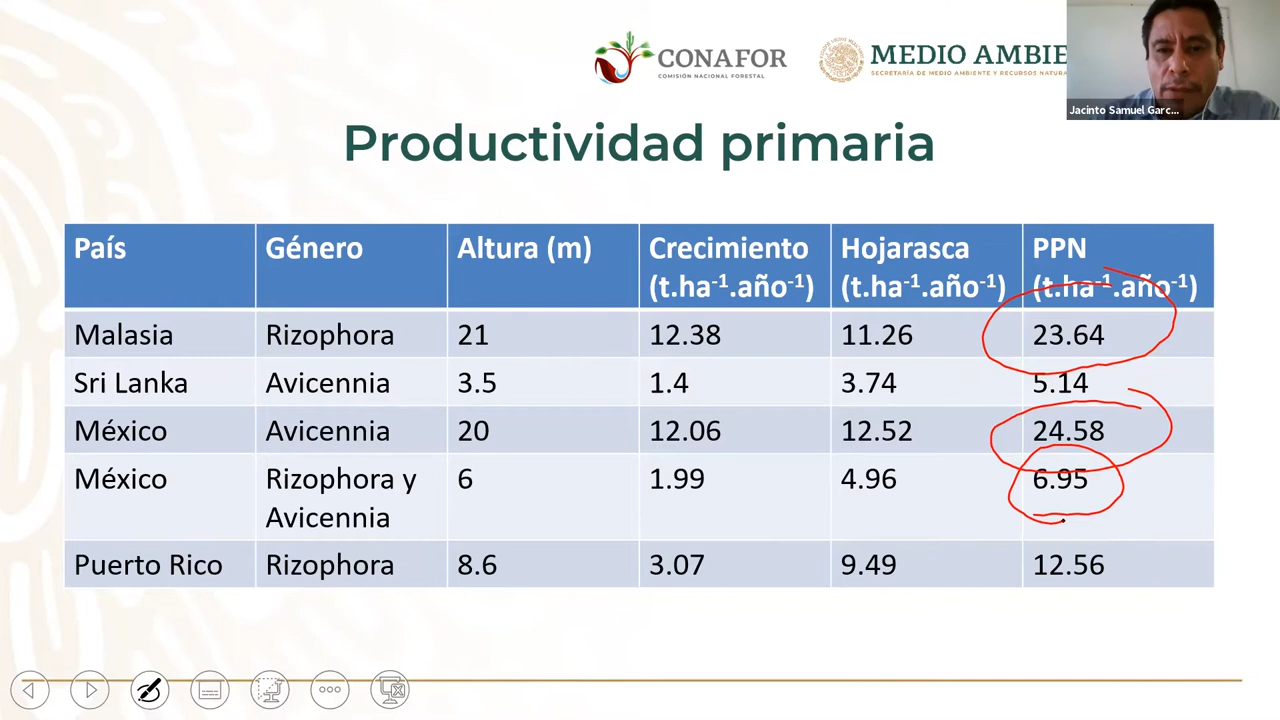 CONAFOR
COMISIÓN NACIONAL FORESTAL
MEDIO AMBIE
SECRETARÍA DE MEDIO AMBIENTE Y RECURSOS NATURA
Jacinto Samuel Garc...
Productividad primaria
País Género Altura (m) Crecimiento (t.ha-1.año-1) Hojarasca (t.ha-1.año-1) PPN (t.ha-1.año-1)
Malasia Rizophora 21 12.38 11.26 23.64
Sri Lanka Avicennia 3.5 1.4 3.74 5.14
México Avicennia 20 12.06 12.52 24.58
México Rizophora y Avicennia 6 1.99 4.96 6.95
Puerto Rico Rizophora 8.6 3.07 9.49 12.56